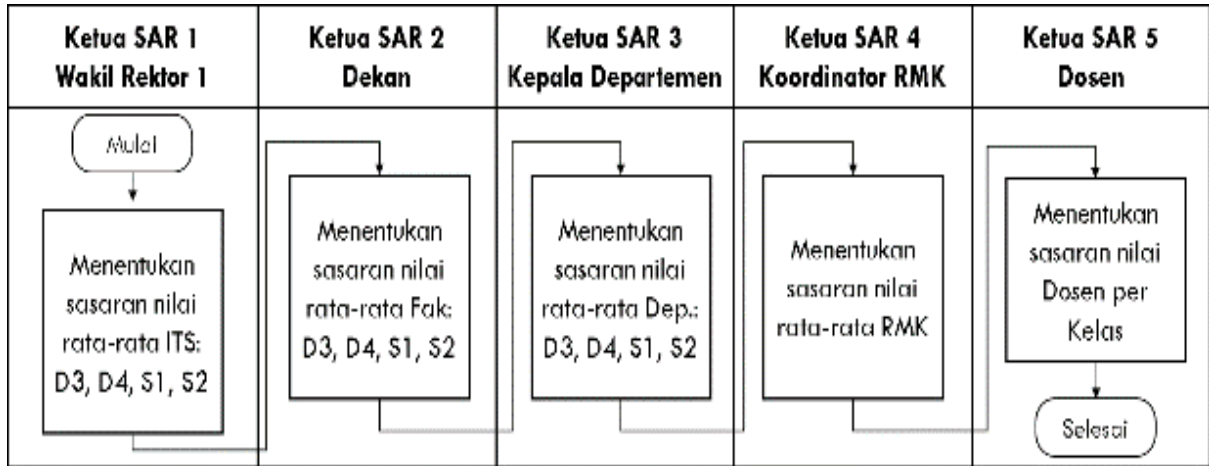 Ketua SAR 1
Wakil Rektor 1
Ketua SAR 2
Dekan
Ketua SAR 3
Kepala Departemen
Ketua SAR 4
Koordinator RMK
Ketua SAR 5
Dosen
Mulai
Menentukan
sasaran nilai
rata-rata ITS:
D3, D4, S1, S2
Menentukan
sasaran nilai
rata-rata Fak:
D3, D4, S1, S2
Menentukan
sasaran nilai
rata-rata Dep.:
D3, D4, S1, S2
Menentukan
sasaran nilai
rata-rata RMK
Menentukan
sasaran nilai
Dosen per
Kelas
Selesai